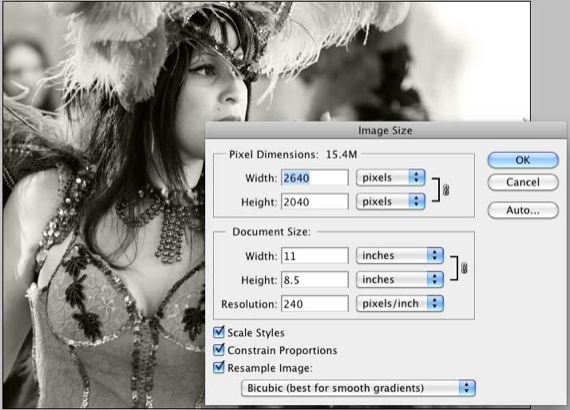 Image Size
Pixel Dimensions: 15.4M
Width: 2640 pixels
Height: 2040 pixels
Document Size:
Width: 11 inches
Height: 8.5 inches
Resolution: 240 pixels/inch
Scale Styles
Constrain Proportions
Resample Image:
Bicubic (best for smooth gradients)
OK
Cancel
Auto...